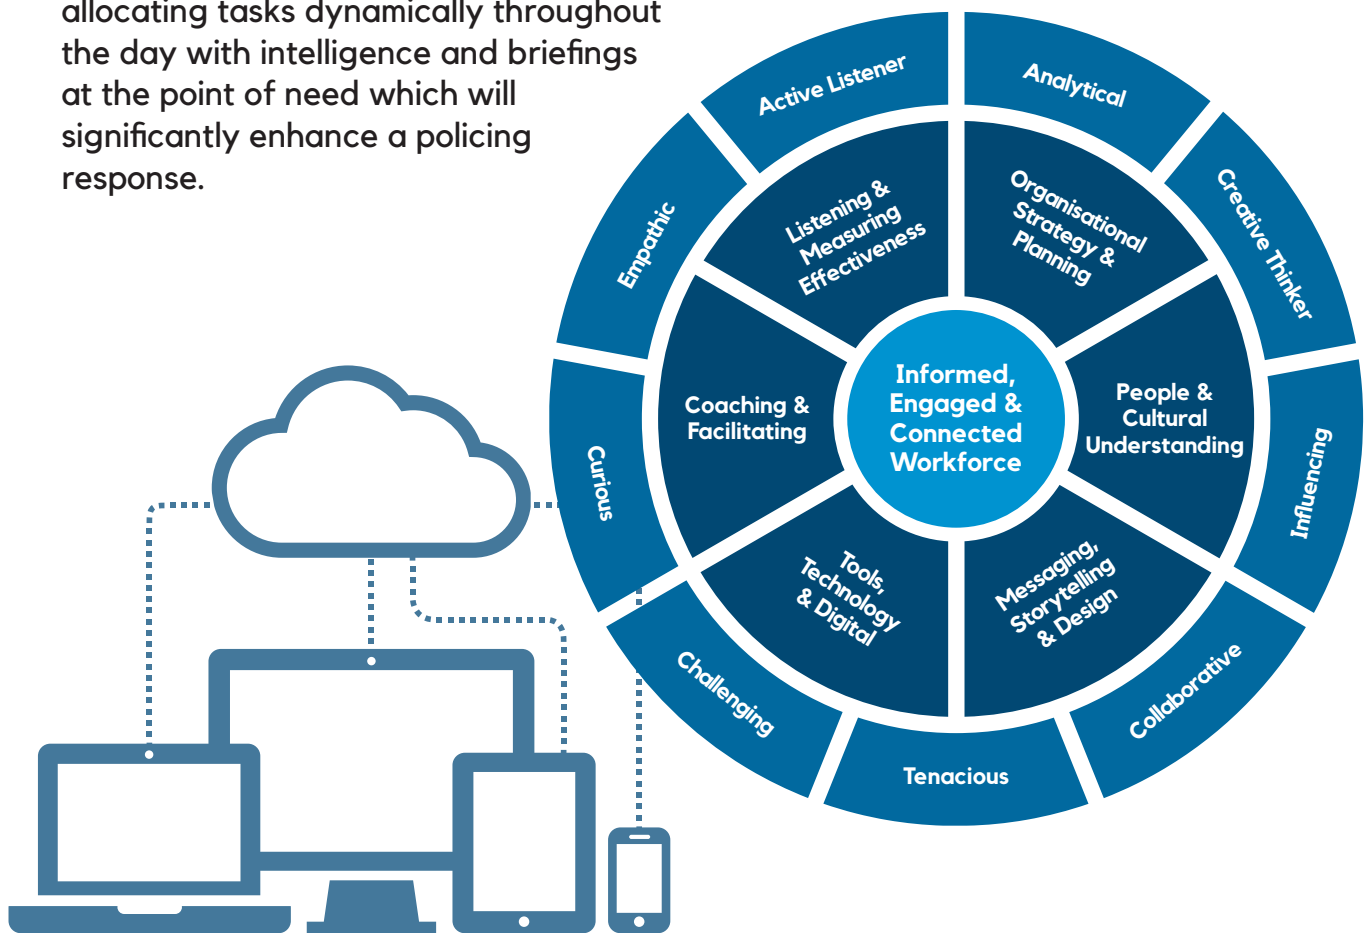 allocating tasks dynamically throughout
the day with intelligence and briefings
at the point of need which will
significantly enhance a policing
response.
Active Listener
Analytical
Creative Thinker
Influencing
Collaborative
Tenacious
Challenging
Curious
Empathic
Listening &
Measuring
Effectiveness
Organisational
Strategy &
Planning
People &
Cultural
Understanding
Messaging,
Storytelling
& Design
Tools,
Technology
& Digital
Coaching &
Facilitating
Informed,
Engaged &
Connected
Workforce